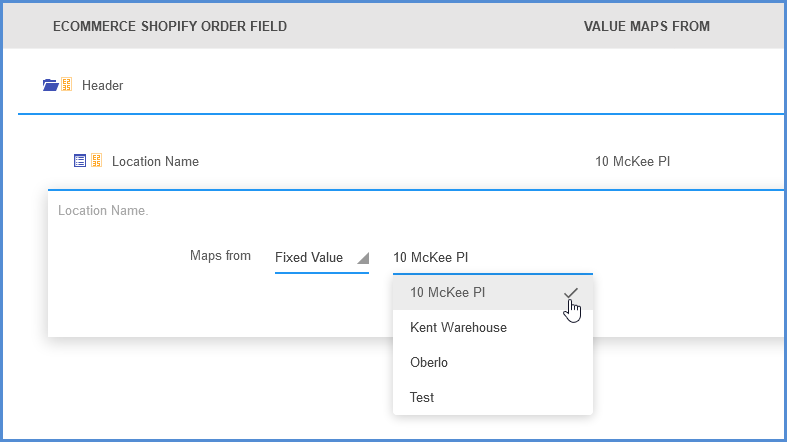 ECOMMERCE SHOPIFY ORDER FIELD VALUE MAPS FROM
Header
Location Name 10 McKee Pl
Location Name.
Maps from Fixed Value 10 McKee Pl
10 McKee Pl
Kent Warehouse
Oberlo
Test